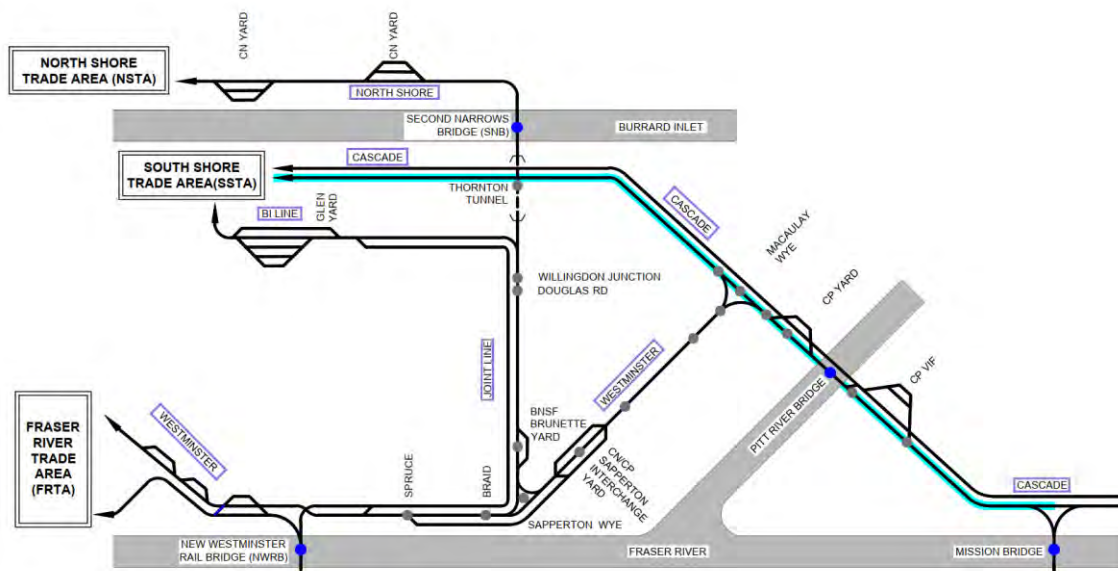 CN YARD
CN YARD
NORTH SHORE
TRADE AREA (NSTA)
NORTH SHORE
SECOND NARROWS
BRIDGE (SNB)
BURRARD INLET
CASCADE
SOUTH SHORE
TRADE AREA(SSTA)
THORNTON
TUNNEL
CASCADE
BI LINE
GLEN
YARD
MACAULAY
WYE
WILLINGDON JUNCTION
DOUGLAS RD
CP YARD
JOINT LINE
WESTMINSTER
CP VIF
PITT RIVER BRIDGE
FRASER
RIVER
TRADE
AREA
(FRTA)
WESTMINSTER
BNSF
BRUNETTE
YARD
SPRUCE
BRAID
CN/CP
SAPPERTON
INTERCHANGE
YARD
CASCADE
SAPPERTON WYE
NEW WESTMINSTER
RAIL BRIDGE (NWRB)
FRASER RIVER
MISSION BRIDGE